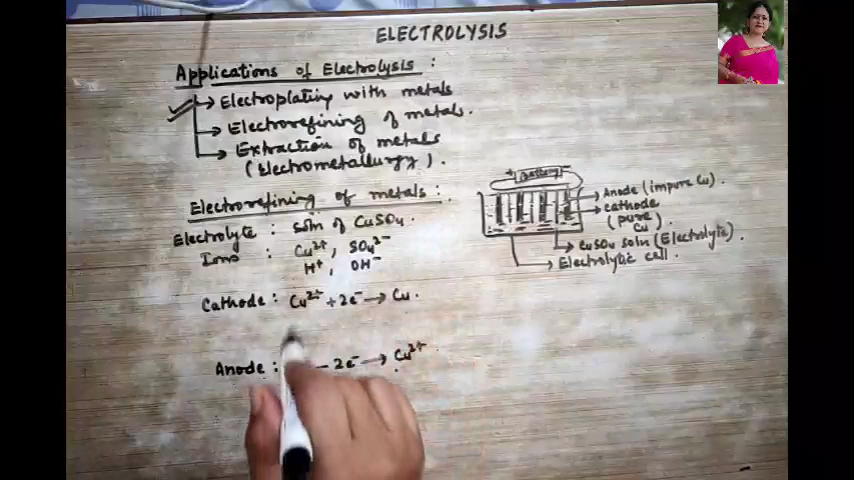 ELECTROLYSIS
Applications of Electrolysis :
→ Electroplating with metals
→ Electrorefining of metals.
→ Extraction of metals
(Electrometallurgy).
Electrorefining of metals :
Electrolyte : soln of CuSO₄.
Ions : Cu²⁺, SO₄²⁻
H⁺, OH⁻
Cathode : Cu²⁺ + 2e⁻ → Cu.
Anode : - 2e⁻ → Cu²⁺
+ Battery -
Anode (impure Cu).
cathode
(pure
Cu).
CuSO₄ soln (Electrolyte).
Electrolytic cell.